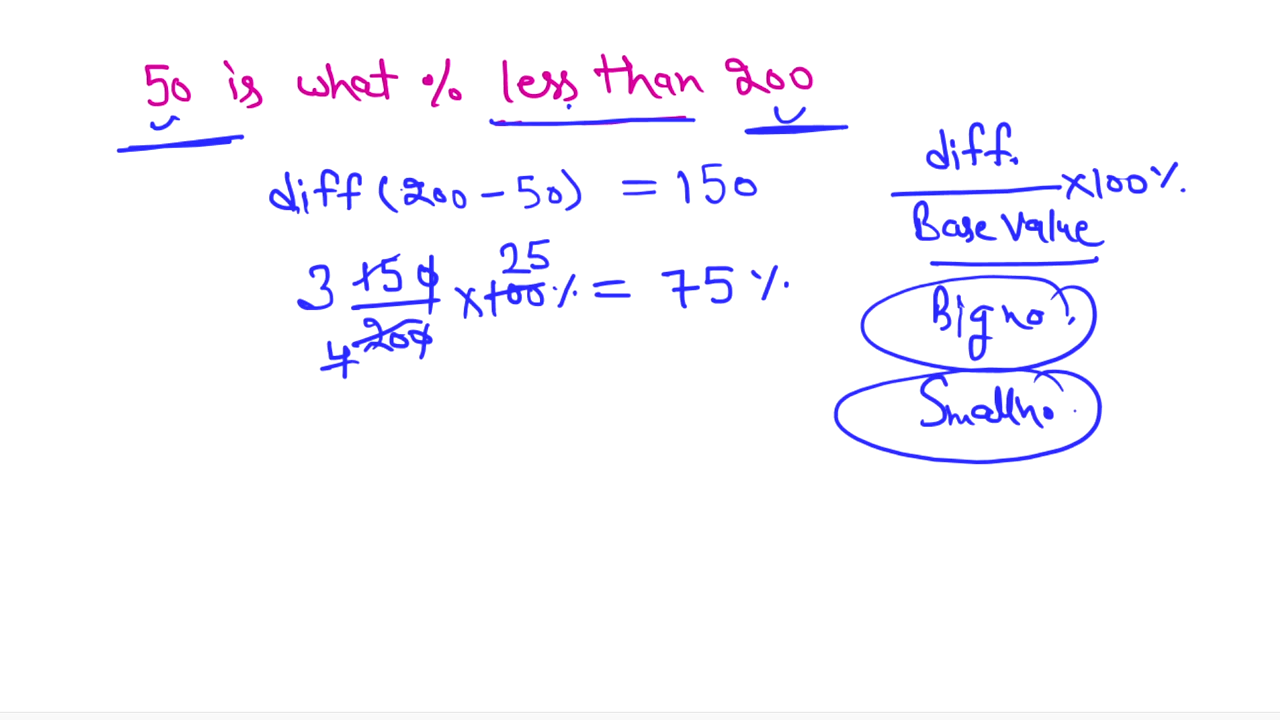 50 is what % less than 200
diff (200 - 50) = 150
diff.
Base value
×100%
3 150
4 200
×100% = 75%
25
Big no.
Small no.